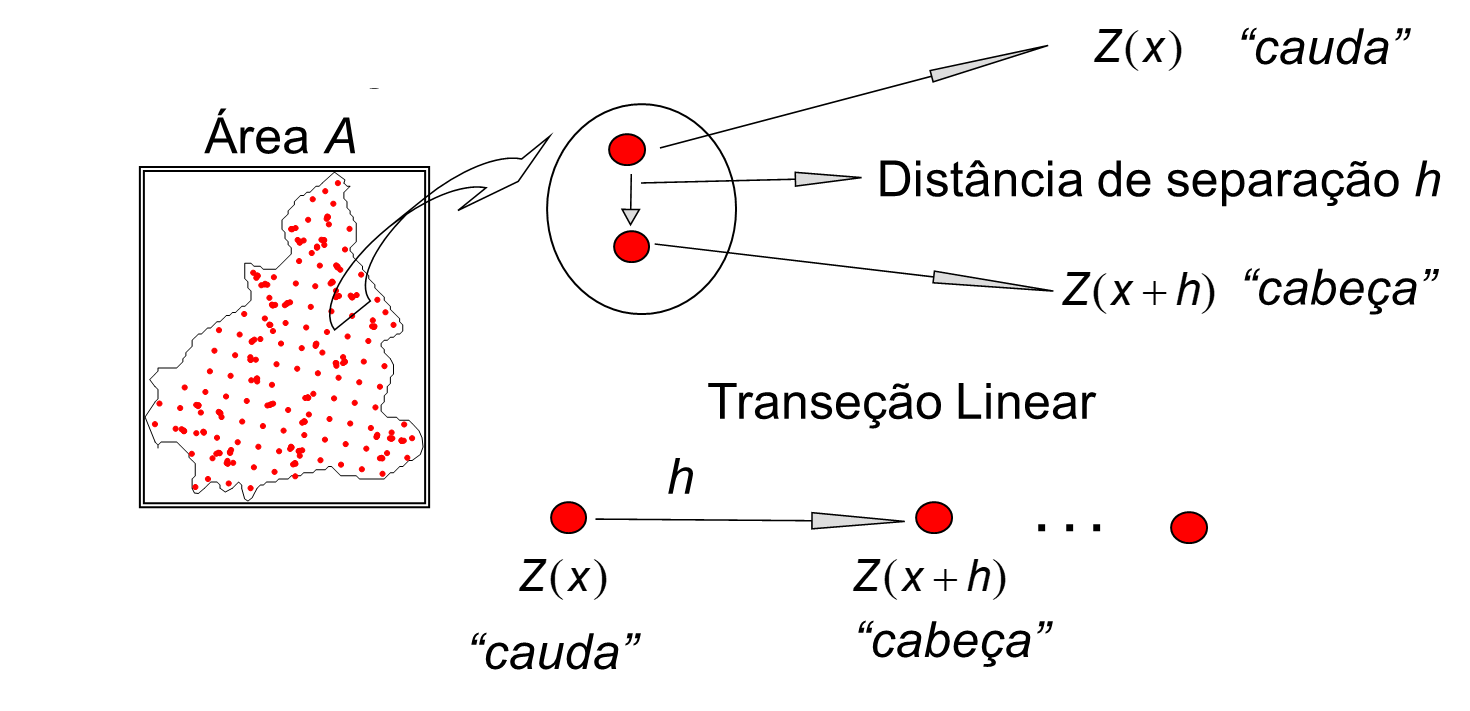 Z(x) “cauda”
Área A
Distância de separação h
Z(x + h) “cabeça”
Transeção Linear
h
. . .
Z(x)
Z(x + h)
“cauda”
“cabeça”